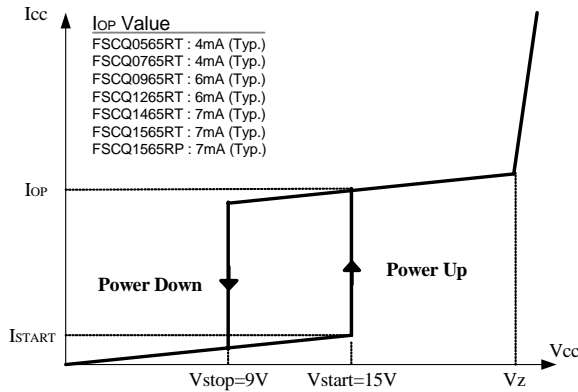 Icc
IOP Value
FSCQ0565RT : 4mA (Typ.)
FSCQ0765RT : 4mA (Typ.)
FSCQ0965RT : 6mA (Typ.)
FSCQ1265RT : 6mA (Typ.)
FSCQ1465RT : 7mA (Typ.)
FSCQ1565RT : 7mA (Typ.)
FSCQ1565RP : 7mA (Typ.)
IOP
Power Down
Power Up
ISTART
Vcc
Vstop=9V
Vstart=15V
Vz